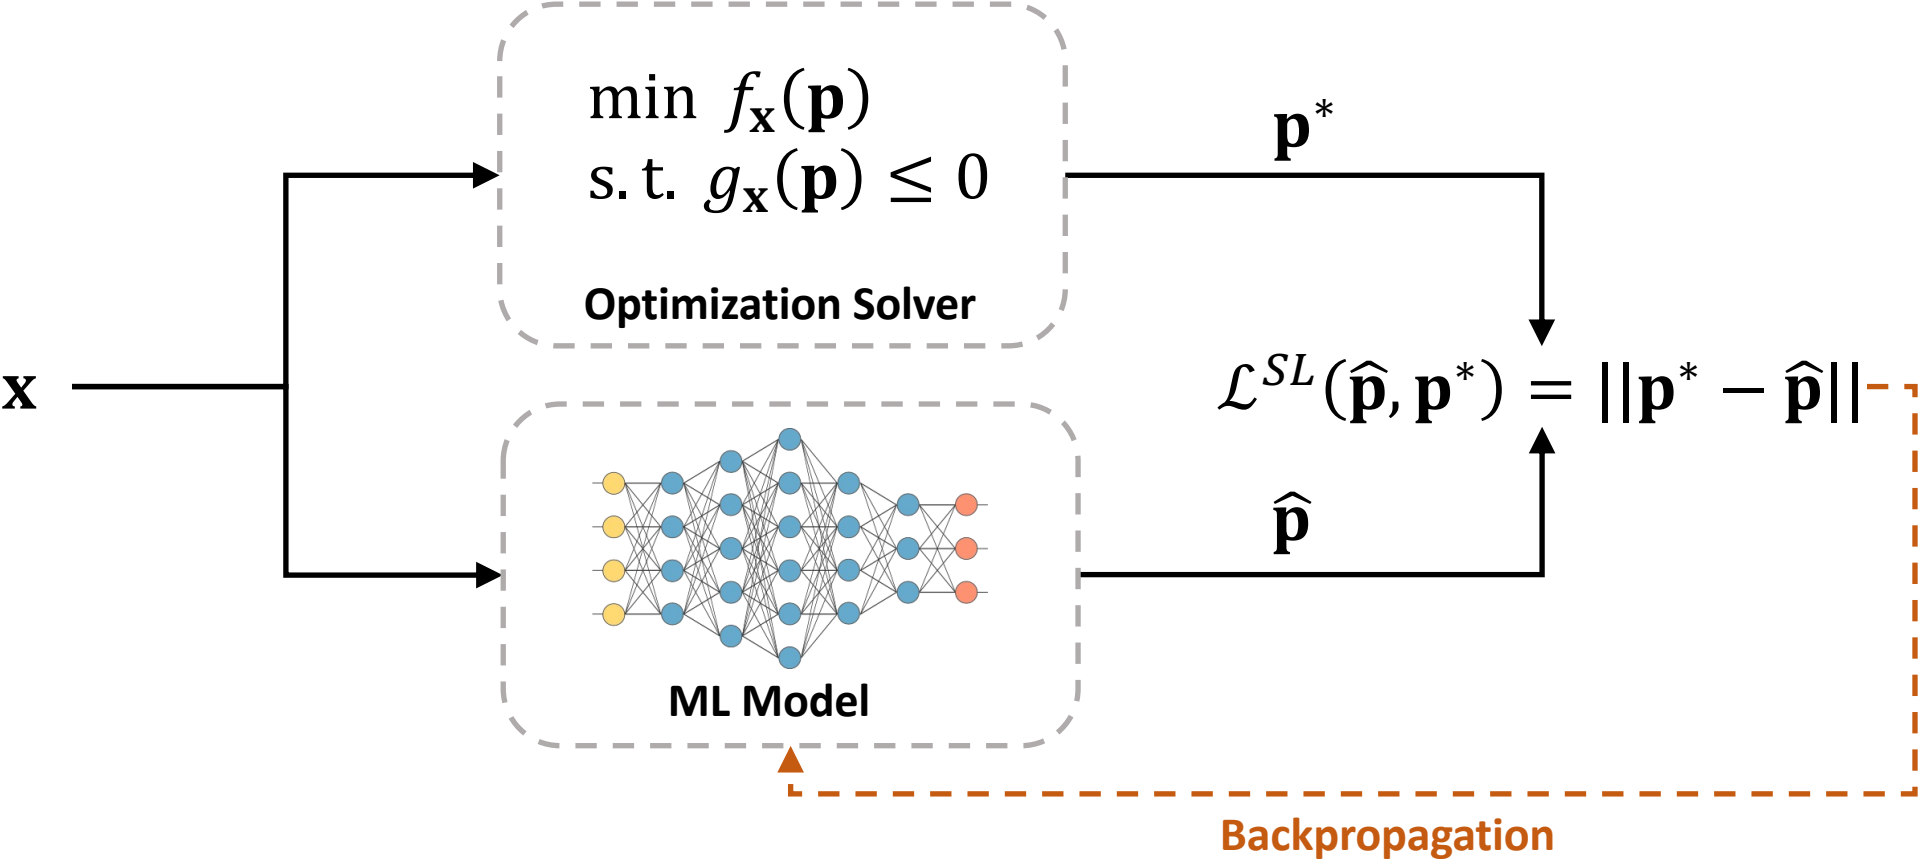 x
min f_x(p)
s.t. g_x(p) ≤ 0
Optimization Solver
p*
ℒ^{SL}(p̂, p*) = ||p* − p̂||
p̂
ML Model
Backpropagation